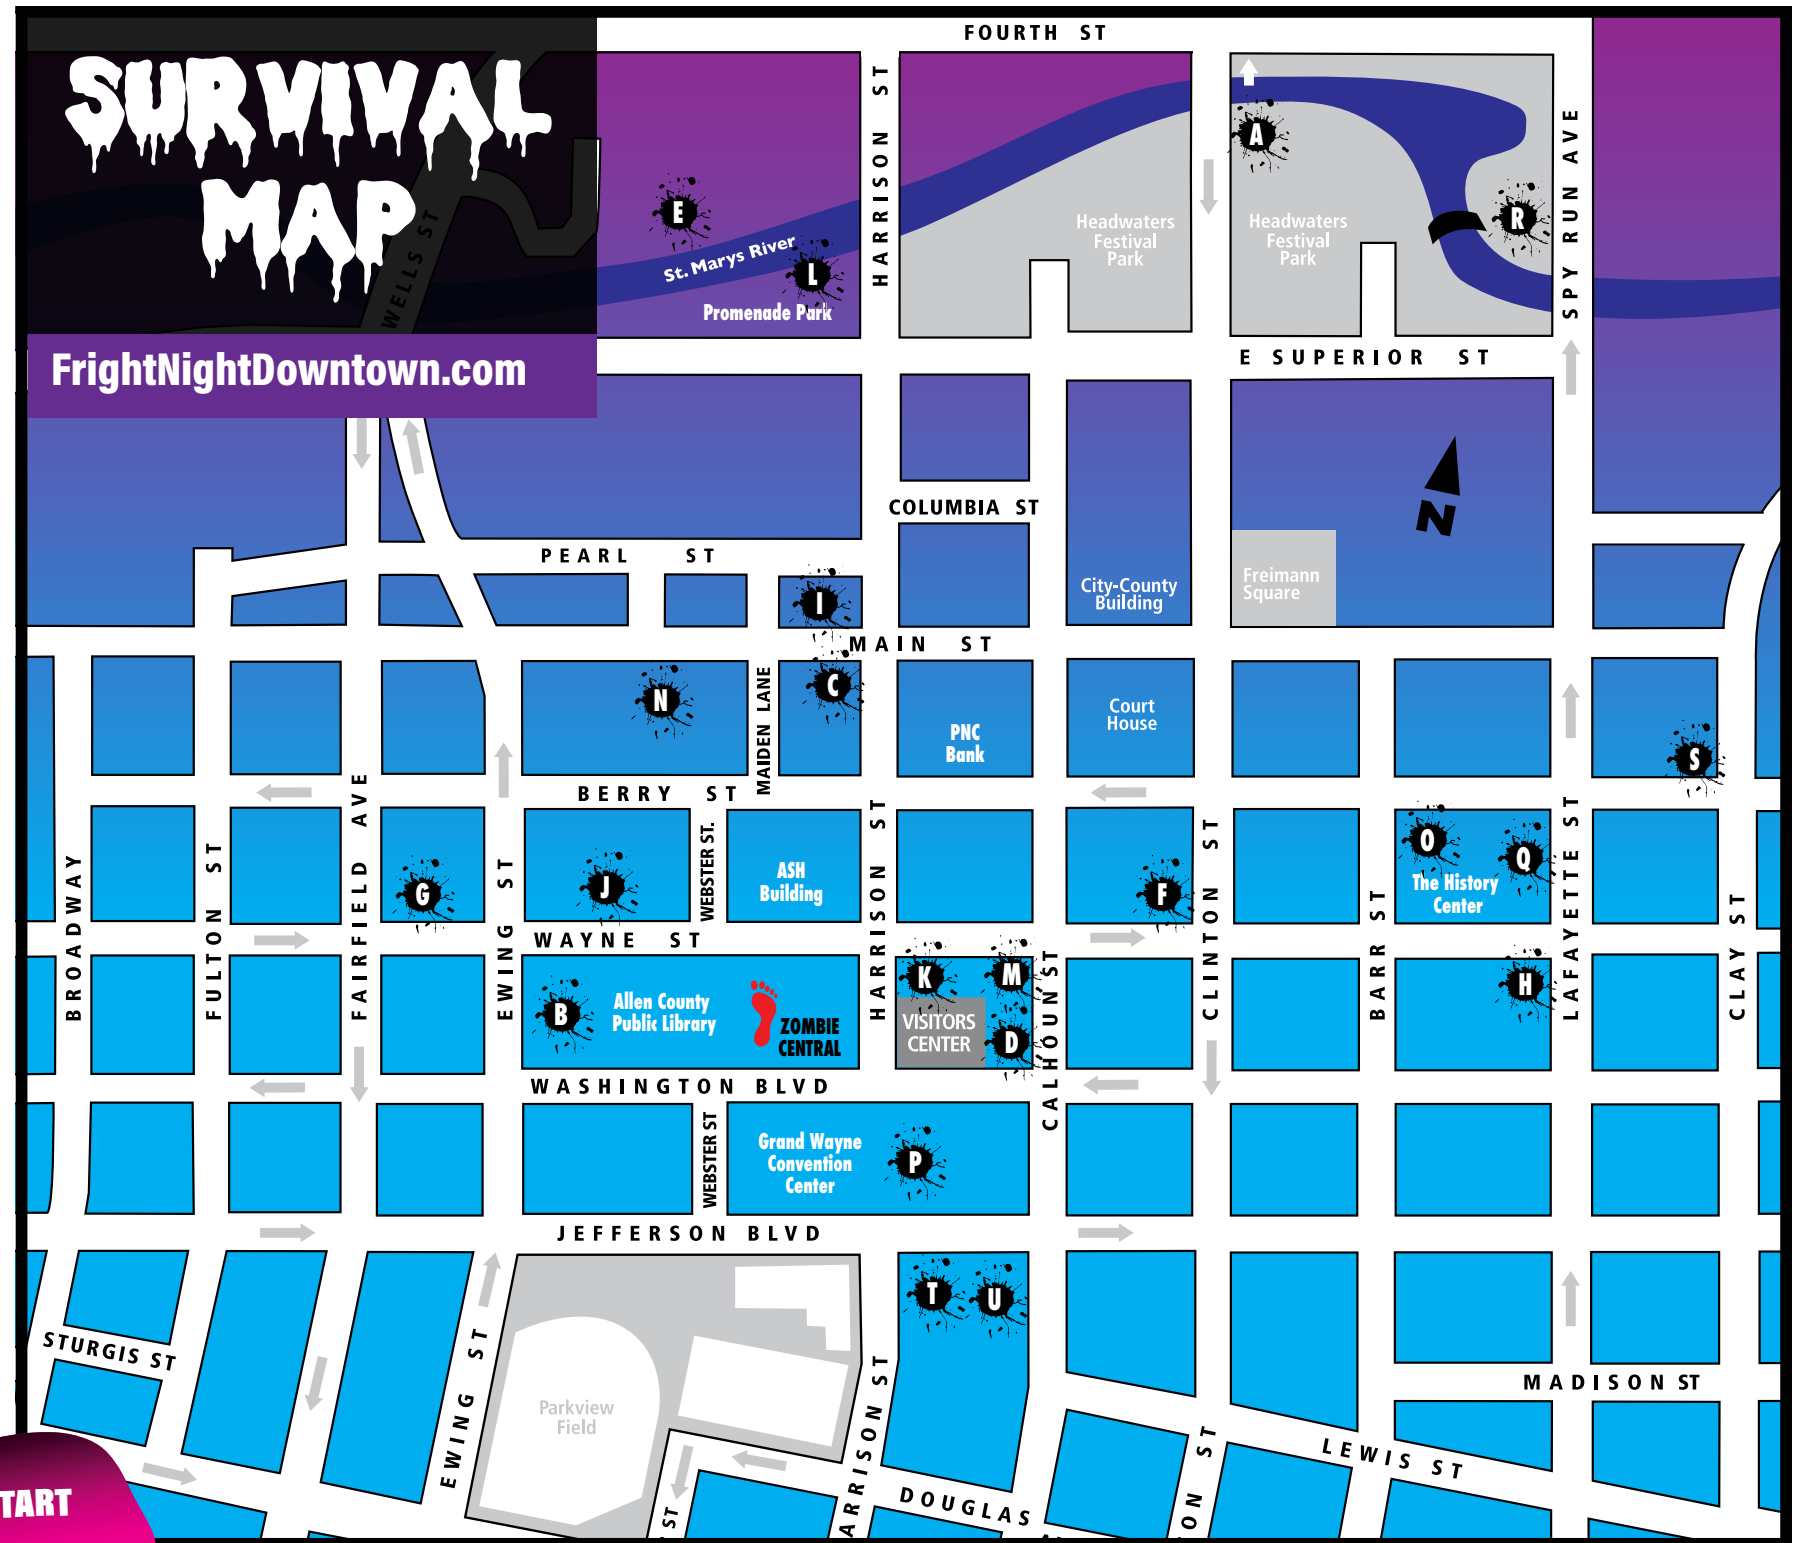 SURVIVAL
MAP
FrightNightDowntown.com
FOURTH ST
HARRISON ST
WELLS ST
SPY RUN AVE
A
E
R
L
St. Marys River
Promenade Park
Headwaters
Festival
Park
Headwaters
Festival
Park
E SUPERIOR ST
COLUMBIA ST
N
PEARL ST
I
City-County
Building
Freimann
Square
MAIN ST
N
MAIDEN LANE
C
PNC
Bank
Court
House
S
BERRY ST
BROADWAY
FULTON ST
FAIRFIELD AVE
G
EWING ST
J
WEBSTER ST.
ASH
Building
HARRISON ST
F
CLINTON ST
BARR ST
O
Q
The History
Center
LAFAYETTE ST
CLAY ST
WAYNE ST
B
Allen County
Public Library
ZOMBIE
CENTRAL
K
M
VISITORS
CENTER
D
CALHOUN ST
H
WASHINGTON BLVD
WEBSTER ST
Grand Wayne
Convention
Center
P
JEFFERSON BLVD
T
U
STURGIS ST
EWING ST
Parkview
Field
ARRISON ST
MADISON ST
LEWIS ST
DOUGLAS
ST
ON ST
TART